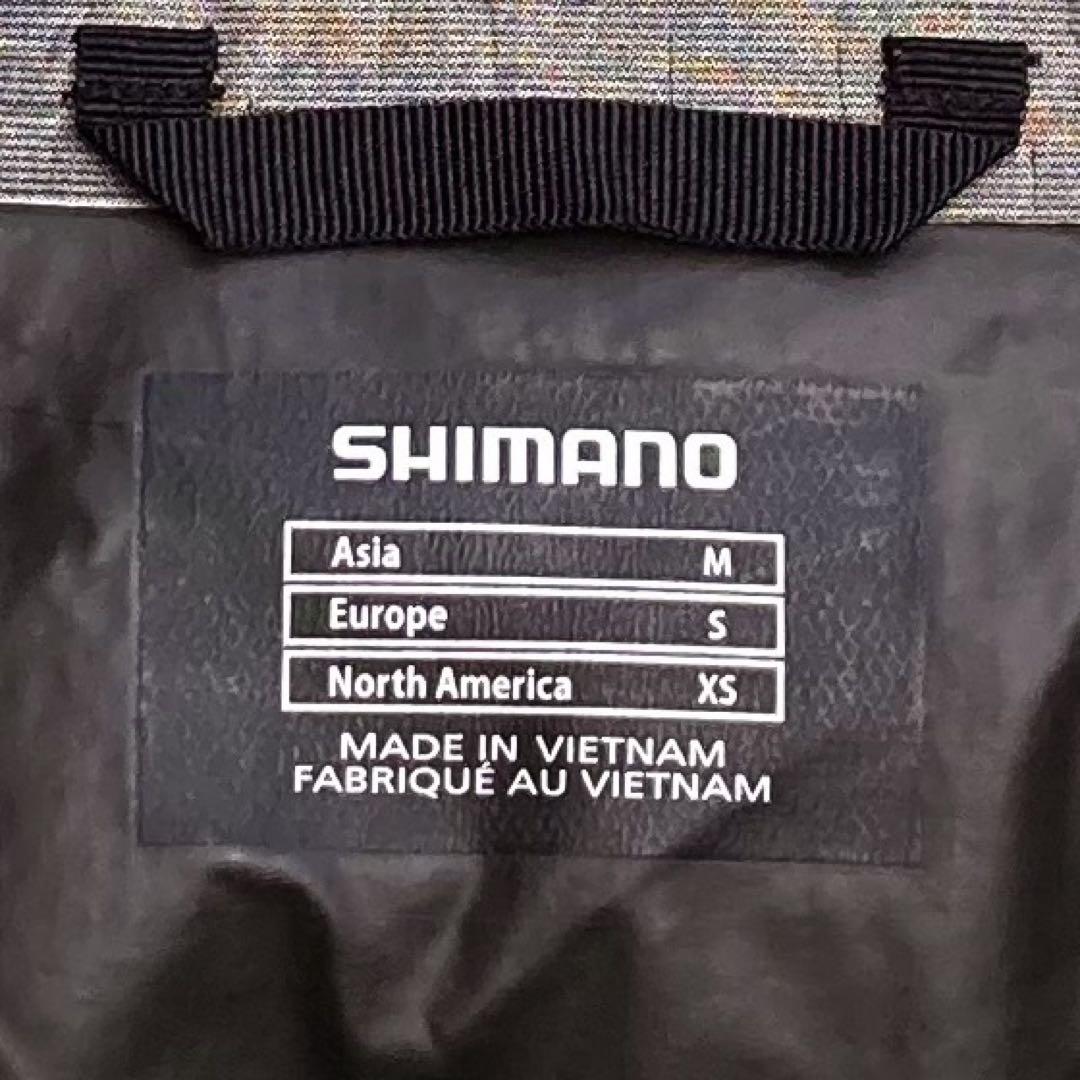 SHIMANO
Asia M
Europe S
North America XS
MADE IN VIETNAM
FABRIQUÉ AU VIETNAM